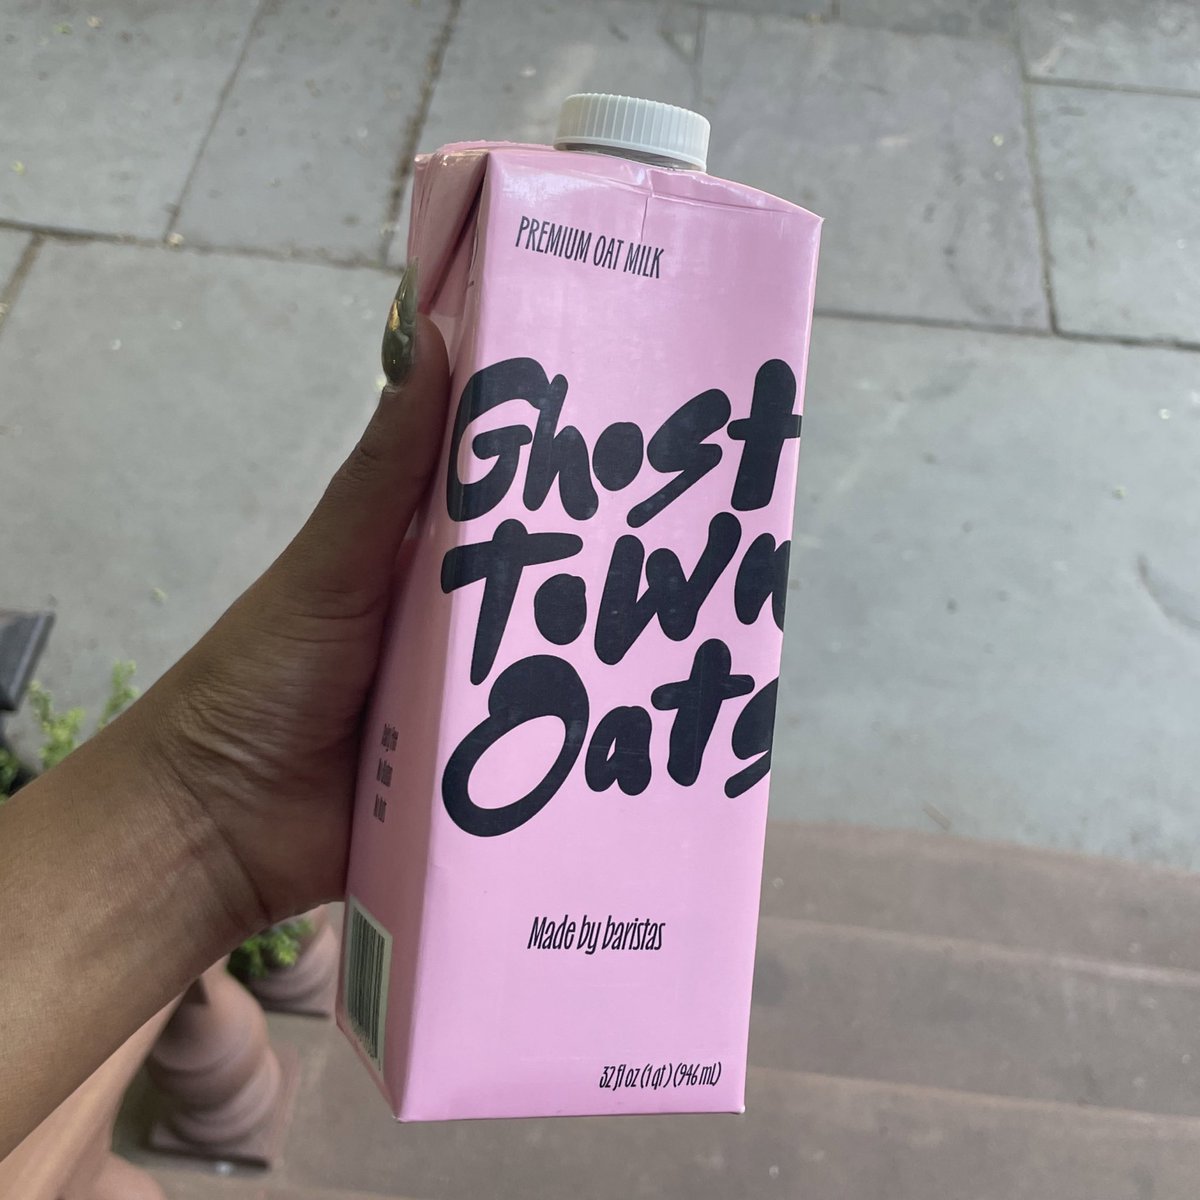 PREMIUM OAT MILK
Ghost
Town
Oats
Made by baristas
32 fl oz (1 qt) (946 mL)